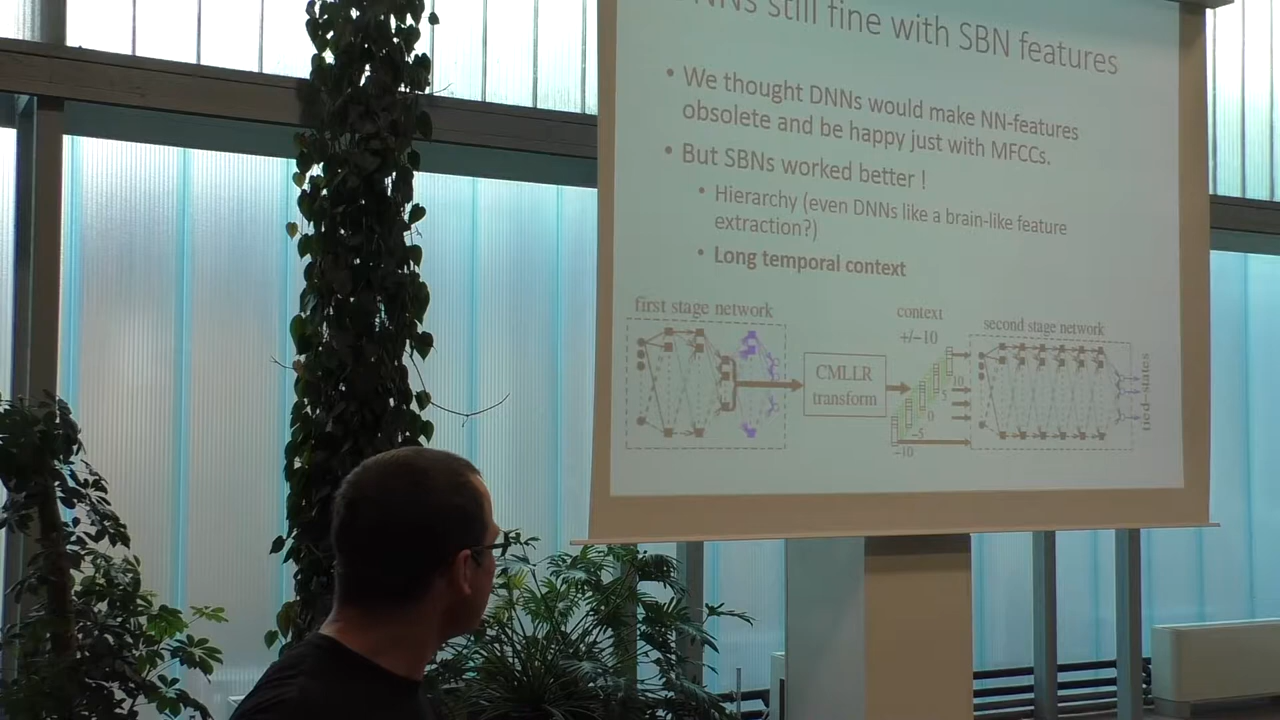 DNNs still fine with SBN features
• We thought DNNs would make NN-features
obsolete and be happy just with MFCCs.
• But SBNs worked better !
• Hierarchy (even DNNs like a brain-like feature
extraction?)
• Long temporal context
first stage network
CMLLR
transform
context
+/−10
10
5
0
−5
−10
second stage network
tied-states